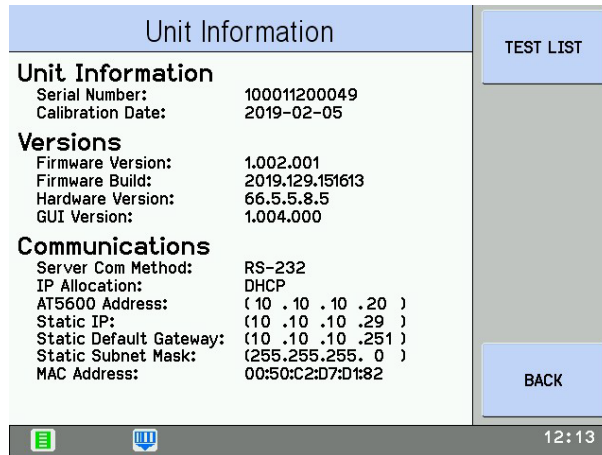 Unit Information
TEST LIST
Unit Information
Serial Number: 100011200049
Calibration Date: 2019-02-05
Versions
Firmware Version: 1.002.001
Firmware Build: 2019.129.151613
Hardware Version: 66.5.5.8.5
GUI Version: 1.004.000
Communications
Server Com Method: RS-232
IP Allocation: DHCP
AT5600 Address: (10 .10 .10 .20 )
Static IP: (10 .10 .10 .29 )
Static Default Gateway: (10 .10 .10 .251)
Static Subnet Mask: (255.255.255. 0 )
MAC Address: 00:50:C2:D7:D1:82
BACK
12:13